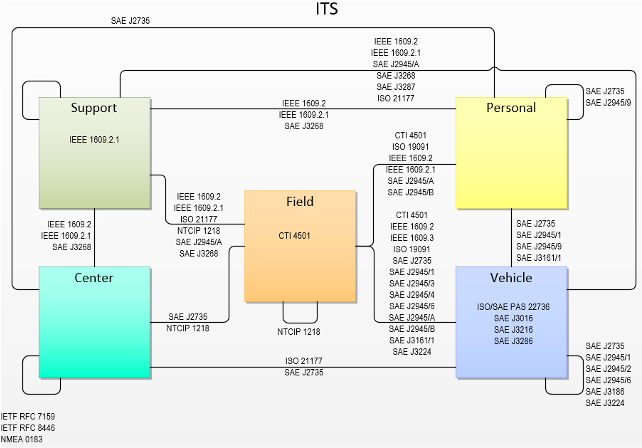 ITS
SAE J2735
IEEE 1609.2
IEEE 1609.2.1
SAE J2945/A
SAE J3268
SAE J3287
ISO 21177
Support
IEEE 1609.2.1
IEEE 1609.2
IEEE 1609.2.1
SAE J3268
Personal
SAE J2735
SAE J2945/9
CTI 4501
ISO 19091
IEEE 1609.2
IEEE 1609.2.1
SAE J2945/A
SAE J2945/B
IEEE 1609.2
IEEE 1609.2.1
ISO 21177
NTCIP 1218
SAE J2945/A
SAE J3268
Field
CTI 4501
IEEE 1609.2
IEEE 1609.2.1
SAE J3268
CTI 4501
IEEE 1609.2
IEEE 1609.3
ISO 19091
SAE J2735
SAE J2945/1
SAE J2945/3
SAE J2945/4
SAE J2945/6
SAE J2945/A
SAE J2945/B
SAE J3161/1
SAE J3224
SAE J2735
SAE J2945/1
SAE J2945/9
SAE J3161/1
Center
SAE J2735
NTCIP 1218
NTCIP 1218
Vehicle
ISO/SAE PAS 22736
SAE J3016
SAE J3216
SAE J3286
ISO 21177
SAE J2735
SAE J2735
SAE J2945/1
SAE J2945/2
SAE J2945/6
SAE J3186
SAE J3224
IETF RFC 7159
IETF RFC 8446
NMEA 0183